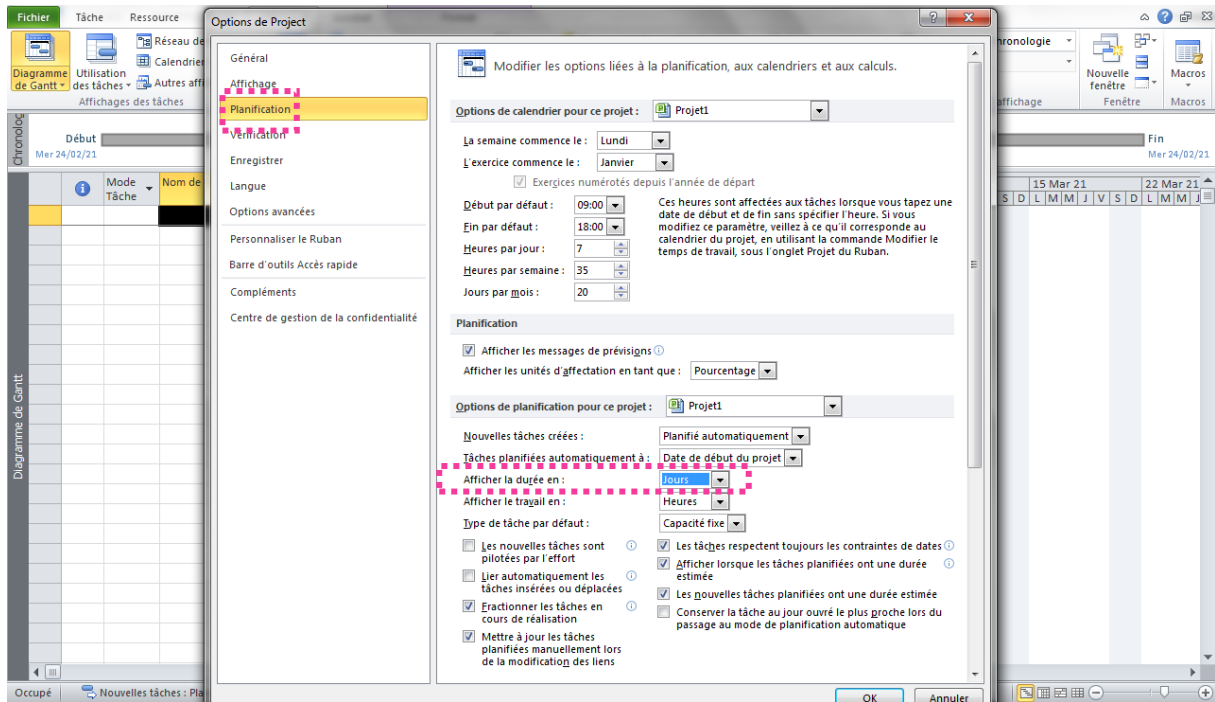 Fichier Tâche Ressource
Options de Project
Diagramme de Gantt
Utilisation des tâches
Réseau de
Calendrier
Autres affi
Affichages des tâches
hronologie
Nouvelle fenêtre
Macros
affichage
Fenêtre
Macros
Chronolog
Début
Mer 24/02/21
Fin
Mer 24/02/21
Mode Tâche
Nom de
15 Mar 21
22 Mar 21
S D L M M J V S D L M M J
Diagramme de Gantt
Général
Affichage
Planification
Vérification
Enregistrer
Langue
Options avancées
Personnaliser le Ruban
Barre d'outils Accès rapide
Compléments
Centre de gestion de la confidentialité
Modifier les options liées à la planification, aux calendriers et aux calculs.
Options de calendrier pour ce projet : Projet1
La semaine commence le : Lundi
L'exercice commence le : Janvier
Exercices numérotés depuis l'année de départ
Début par défaut : 09:00
Fin par défaut : 18:00
Heures par jour : 7
Heures par semaine : 35
Jours par mois : 20
Ces heures sont affectées aux tâches lorsque vous tapez une
date de début et de fin sans spécifier l'heure. Si vous
modifiez ce paramètre, veillez à ce qu'il corresponde au
calendrier du projet, en utilisant la commande Modifier le
temps de travail, sous l'onglet Projet du Ruban.
Planification
Afficher les messages de prévisions
Afficher les unités d'affectation en tant que : Pourcentage
Options de planification pour ce projet : Projet1
Nouvelles tâches créées : Planifié automatiquement
Tâches planifiées automatiquement à : Date de début du projet
Afficher la durée en : Jours
Afficher le travail en : Heures
Type de tâche par défaut : Capacité fixe
Les nouvelles tâches sont
pilotées par l'effort
Lier automatiquement les
tâches insérées ou déplacées
Fractionner les tâches en
cours de réalisation
Mettre à jour les tâches
planifiées manuellement lors
de la modification des liens
Les tâches respectent toujours les contraintes de dates
Afficher lorsque les tâches planifiées ont une durée
estimée
Les nouvelles tâches planifiées ont une durée estimée
Conserver la tâche au jour ouvré le plus proche lors du
passage au mode de planification automatique
OK Annuler
Occupé
Nouvelles tâches : Pla